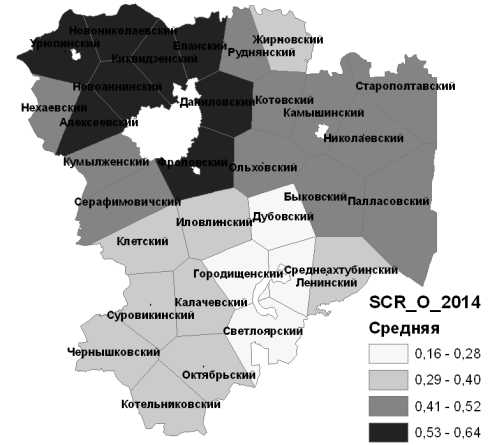 Новониколаевский
Урюпинский
Еланский
Жирновский
Руднянский
Киквидзенский
Новоаннинский
Старополтавский
Нехаевский
Даниловский
Котовский
Камышинский
Алексеевский
Николаевский
Кумылженский
Фроловский
Ольховский
Серафимовичский
Быковский
Палласовский
Дубовский
Иловлинский
Клетский
Городищенский
Среднеахтубинский
Ленинский
Калачевский
Суровикинский
Светлоярский
Чернышковский
Октябрьский
Котельниковский
SCR_O_2014
Средняя
0,16 - 0,28
0,29 - 0,40
0,41 - 0,52
0,53 - 0,64